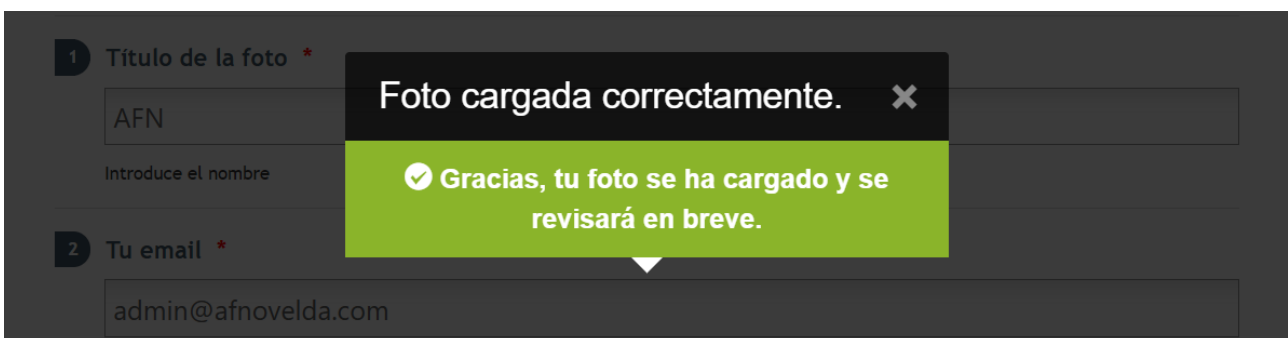 1 Título de la foto *
AFN
Introduce el nombre
Foto cargada correctamente. ×
Gracias, tu foto se ha cargado y se
revisará en breve.
2 Tu email *
admin@afnovelda.com